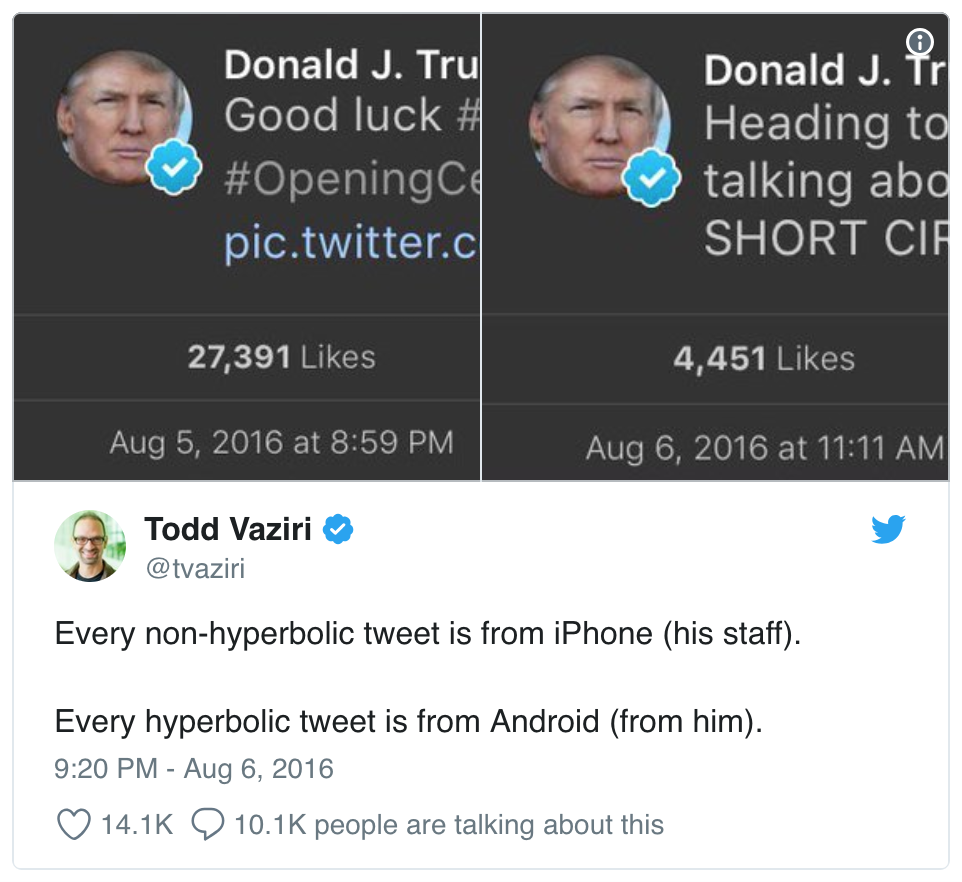 Donald J. Tru
Good luck #
#OpeningCe
pic.twitter.c
27,391 Likes
Aug 5, 2016 at 8:59 PM
Donald J. Tr
Heading to
talking abo
SHORT CIR
4,451 Likes
Aug 6, 2016 at 11:11 AM
Todd Vaziri
@tvaziri
Every non-hyperbolic tweet is from iPhone (his staff).
Every hyperbolic tweet is from Android (from him).
9:20 PM - Aug 6, 2016
14.1K 10.1K people are talking about this